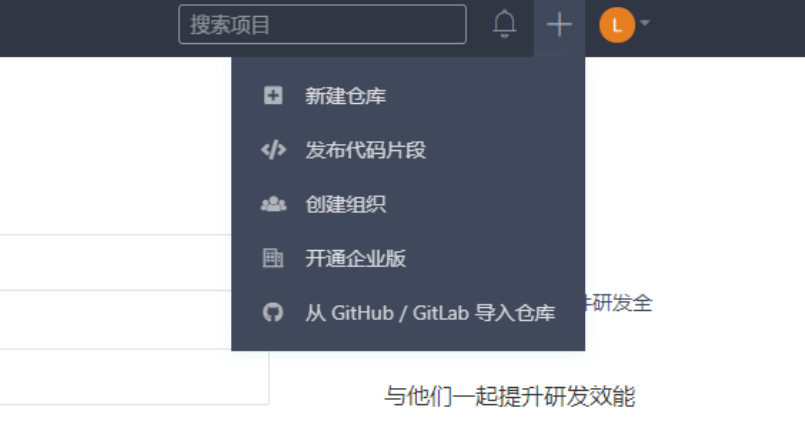 搜索项目
L
新建仓库
发布代码片段
创建组织
开通企业版
从 GitHub / GitLab 导入仓库
研发全
与他们一起提升研发效能